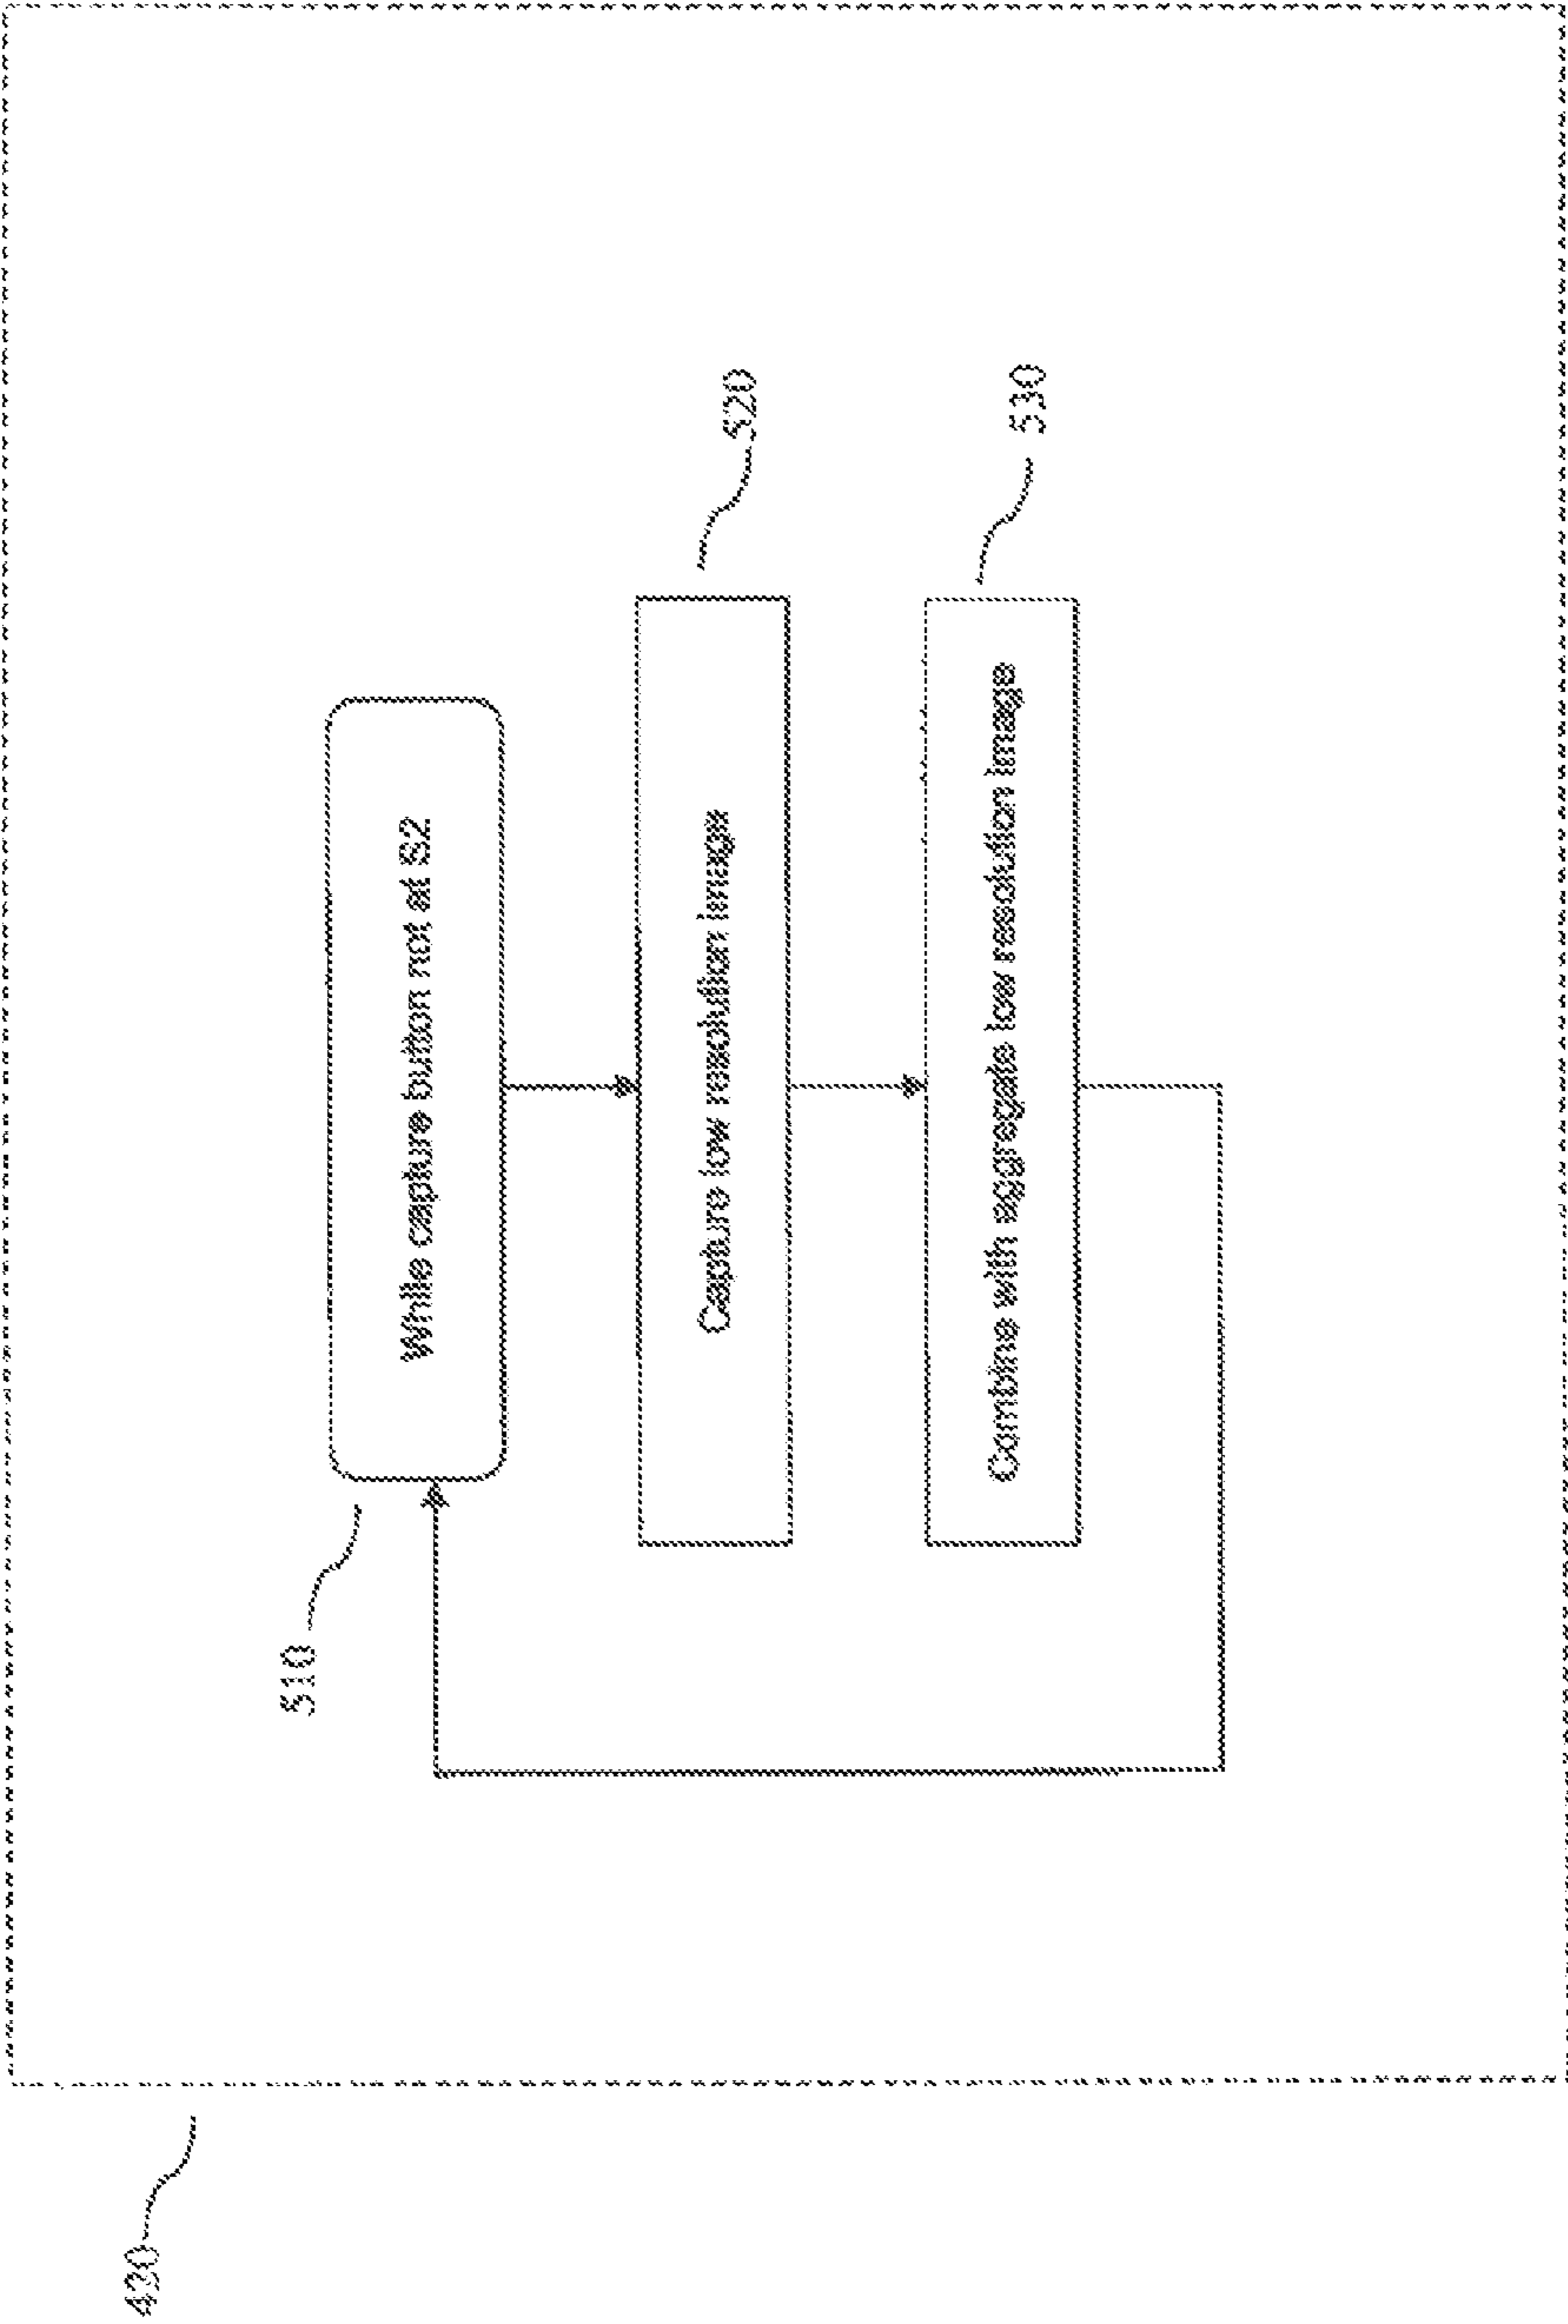 430
510
While capture button not at S2
520
Capture low resolution image
530
Combine with aggregate low resolution image